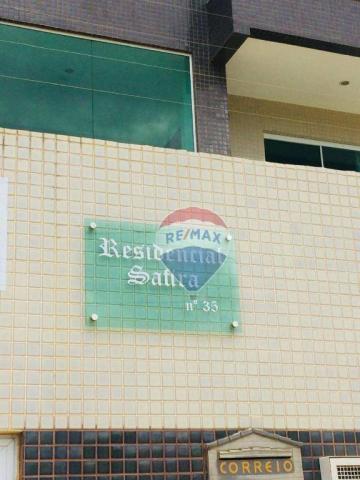 RE/MAX
Residencial
Safira
nº 35
CORREIO